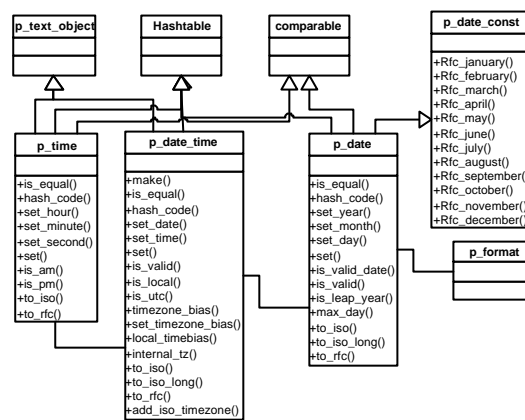 p_text_object
Hashtable
comparable
p_date_const
+Rfc_january()
+Rfc_february()
+Rfc_march()
+Rfc_april()
+Rfc_may()
+Rfc_june()
+Rfc_july()
+Rfc_august()
+Rfc_september()
+Rfc_october()
+Rfc_november()
+Rfc_december()
p_time
+is_equal()
+hash_code()
+set_hour()
+set_minute()
+set_second()
+set()
+is_am()
+is_pm()
+to_iso()
+to_rfc()
p_date_time
+make()
+is_equal()
+hash_code()
+set_date()
+set_time()
+set()
+is_valid()
+is_local()
+is_utc()
+timezone_bias()
+set_timezone_bias()
+local_timebias()
+internal_tz()
+to_iso()
+to_iso_long()
+to_rfc()
+add_iso_timezone()
p_date
+is_equal()
+hash_code()
+set_year()
+set_month()
+set_day()
+set()
+is_valid_date()
+is_valid()
+is_leap_year()
+max_day()
+to_iso()
+to_iso_long()
+to_rfc()
p_format